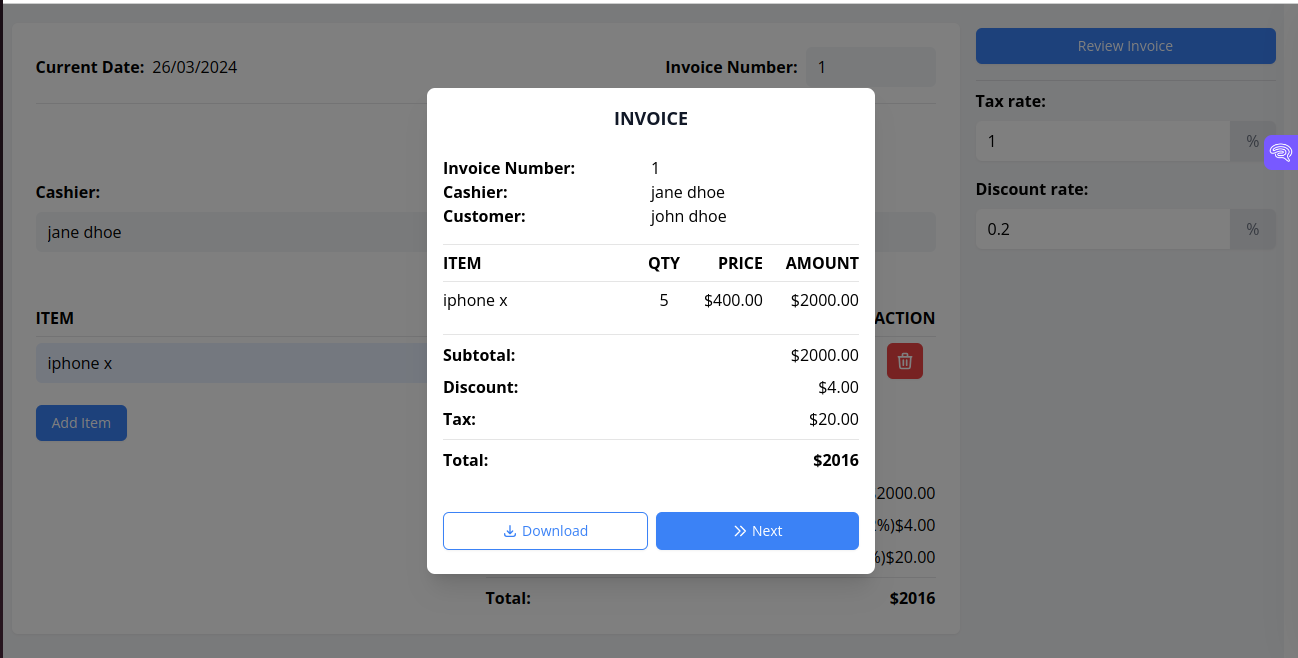 Current Date: 26/03/2024
Invoice Number: 1
Review Invoice
Tax rate:
1 %
Discount rate:
0.2 %
Cashier:
jane dhoe
ITEM
ACTION
iphone x
Add Item
INVOICE
Invoice Number: 1
Cashier: jane dhoe
Customer: john dhoe
ITEM QTY PRICE AMOUNT
iphone x 5 $400.00 $2000.00
Subtotal: $2000.00
Discount: $4.00
Tax: $20.00
Total: $2016
Download
Next
2000.00
%)$4.00
)$20.00
Total: $2016